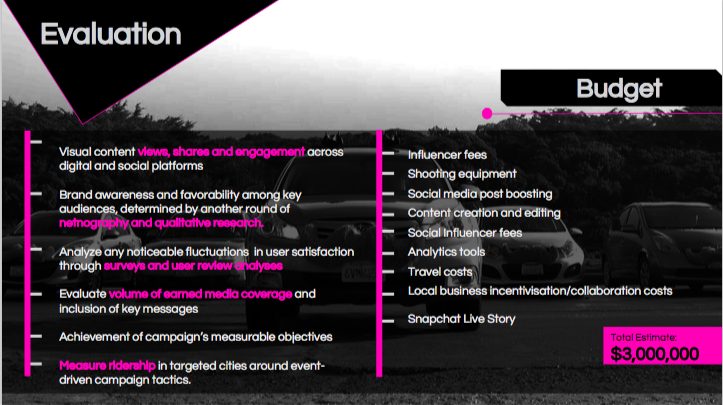 Evaluation
Budget
Visual content views, shares and engagement across
digital and social platforms
Brand awareness and favorability among key
audiences, determined by another round of
netnography and qualitative research.
Analyze any noticeable fluctuations in user satisfaction
through surveys and user review analyses
Evaluate volume of earned media coverage and
inclusion of key messages
Achievement of campaign's measurable objectives
Measure ridership in targeted cities around event-
driven campaign tactics.
Influencer fees
Shooting equipment
Social media post boosting
Content creation and editing
Social Influencer fees
Analytics tools
Travel costs
Local business incentivisation/collaboration costs
Snapchat Live Story
Total Estimate:
$3,000,000